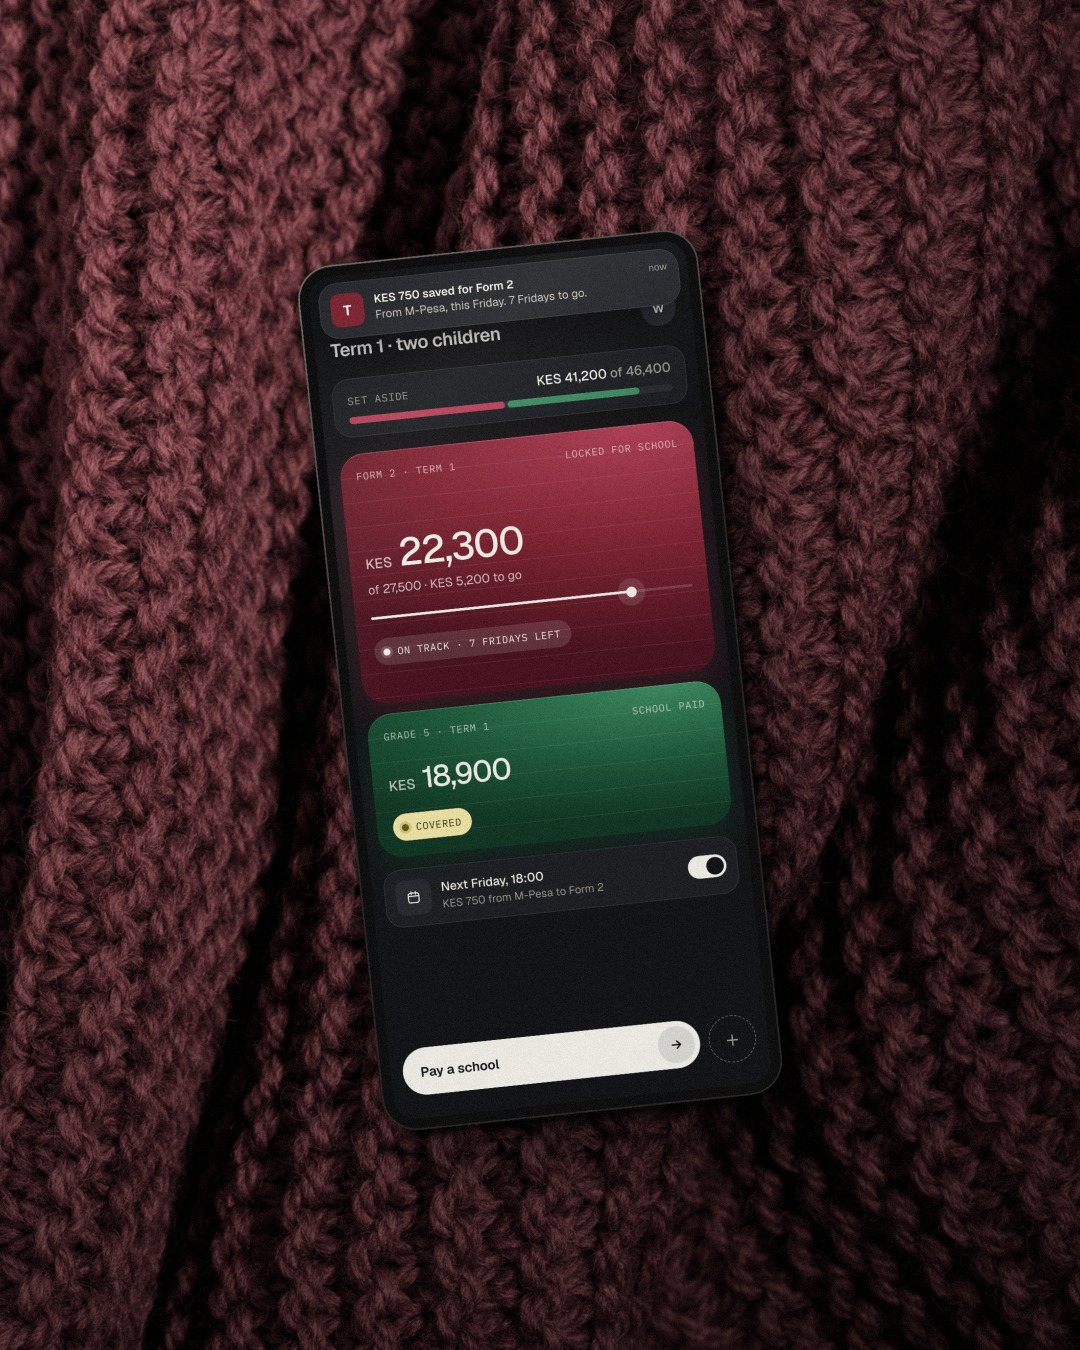 T
KES 750 saved for Form 2
now
From M-Pesa, this Friday. 7 Fridays to go.
W
Term 1 · two children
SET ASIDE
KES 41,200 of 46,400
FORM 2 · TERM 1
LOCKED FOR SCHOOL
KES 22,300
of 27,500 · KES 5,200 to go
ON TRACK · 7 FRIDAYS LEFT
GRADE 5 · TERM 1
SCHOOL PAID
KES 18,900
COVERED
Next Friday, 18:00
KES 750 from M-Pesa to Form 2
Pay a school